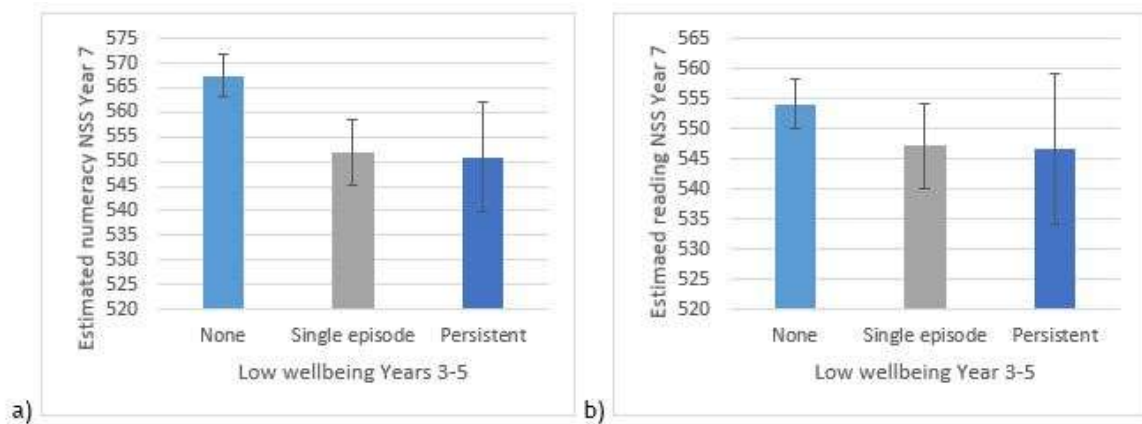 Estimated numeracy NSS Year 7
575
570
565
560
555
550
545
540
535
530
525
520
None
Single episode
Persistent
Low wellbeing Years 3-5
a)
Estimaed reading NSS Year 7
565
560
555
550
545
540
535
530
525
520
None
Single episode
Persistent
Low wellbeing Year 3-5
b)